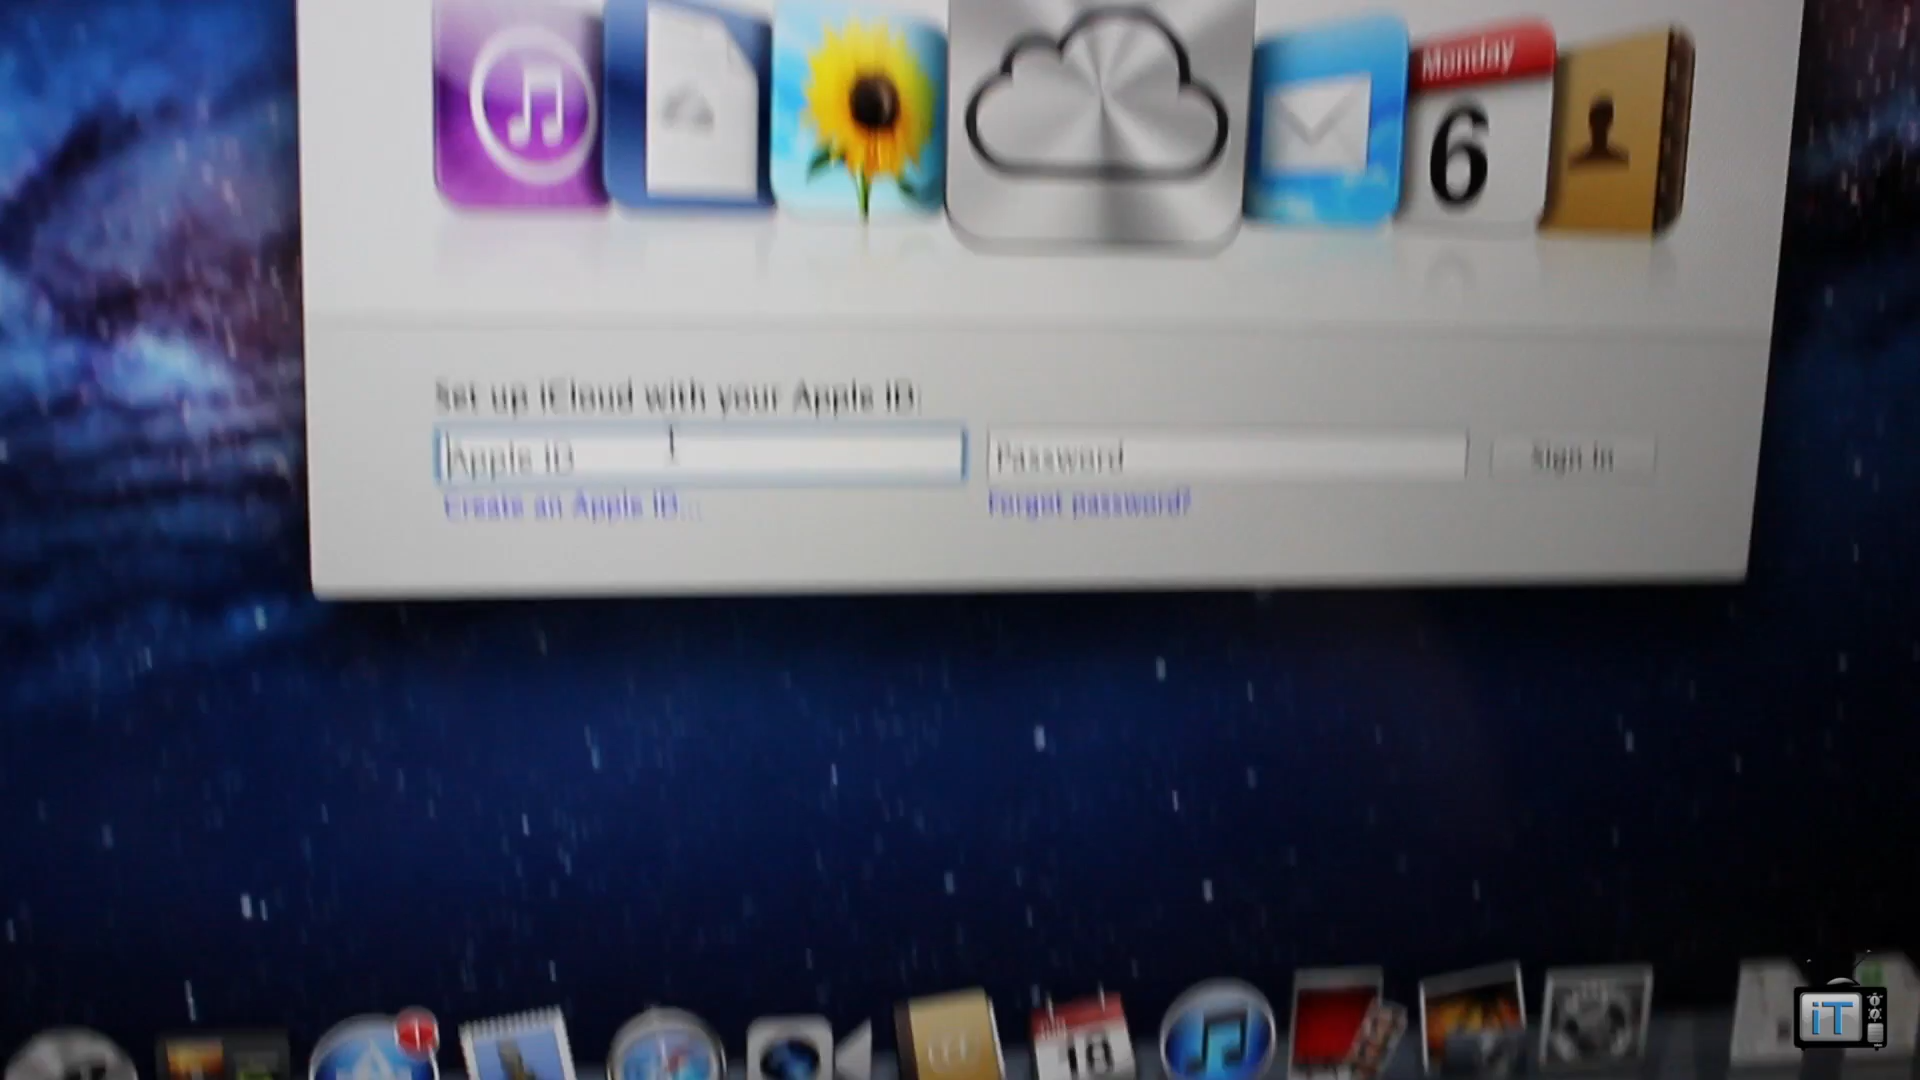 Monday
6
Set up iCloud with your Apple ID:
Apple ID
Password
Sign In
Create an Apple ID...
Forgot password?
1
18
iT